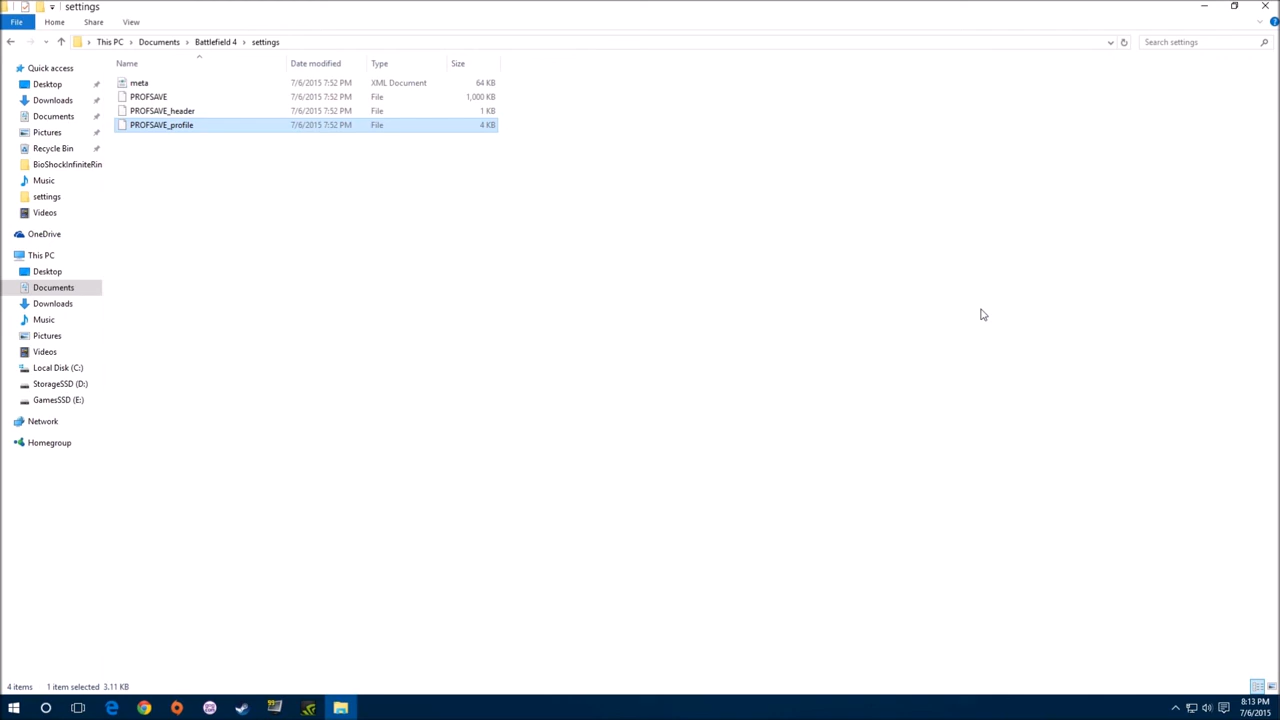 settings
File Home Share View
This PC Documents Battlefield 4 settings
Search settings
Name Date modified Type Size
meta 7/6/2015 7:52 PM XML Document 64 KB
PROFSAVE 7/6/2015 7:52 PM File 1,000 KB
PROFSAVE_header 7/6/2015 7:52 PM File 1 KB
PROFSAVE_profile 7/6/2015 7:52 PM File 4 KB
Quick access
Desktop
Downloads
Documents
Pictures
Recycle Bin
BioShockInfiniteRin
Music
settings
Videos
OneDrive
This PC
Desktop
Documents
Downloads
Music
Pictures
Videos
Local Disk (C:)
StorageSSD (D:)
GamesSSD (E:)
Network
Homegroup
4 items 1 item selected 3.11 KB
8:13 PM
7/6/2015